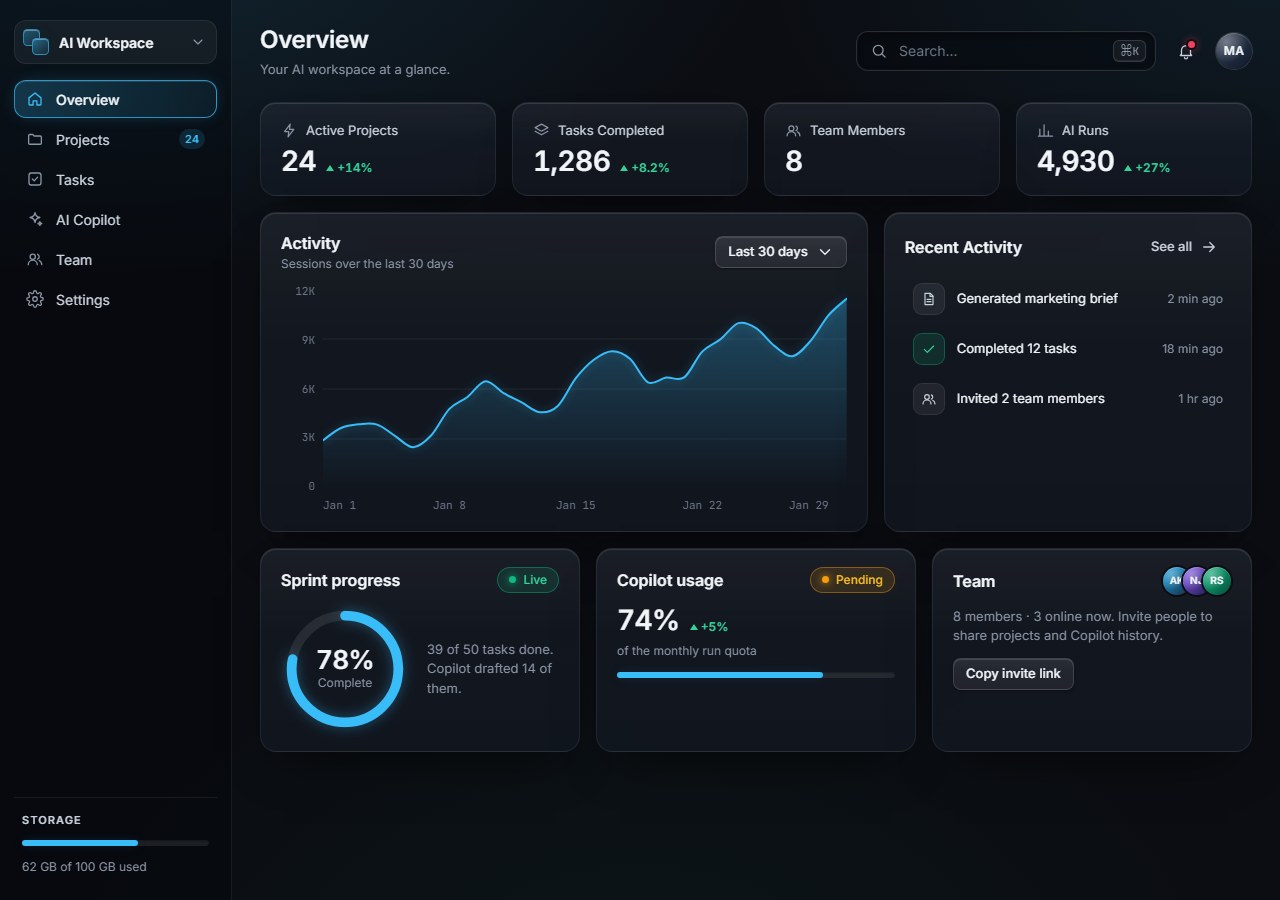 AI Workspace
Overview
Projects 24
Tasks
AI Copilot
Team
Settings
STORAGE
62 GB of 100 GB used
Overview
Your AI workspace at a glance.
Search... ⌘K
MA
Active Projects
24 +14%
Tasks Completed
1,286 +8.2%
Team Members
8
AI Runs
4,930 +27%
Activity
Sessions over the last 30 days
Last 30 days
12K
9K
6K
3K
0
Jan 1 Jan 8 Jan 15 Jan 22 Jan 29
Recent Activity
See all
Generated marketing brief 2 min ago
Completed 12 tasks 18 min ago
Invited 2 team members 1 hr ago
Sprint progress
Live
78%
Complete
39 of 50 tasks done.
Copilot drafted 14 of
them.
Copilot usage
Pending
74% +5%
of the monthly run quota
Team
RS
8 members · 3 online now. Invite people to
share projects and Copilot history.
Copy invite link